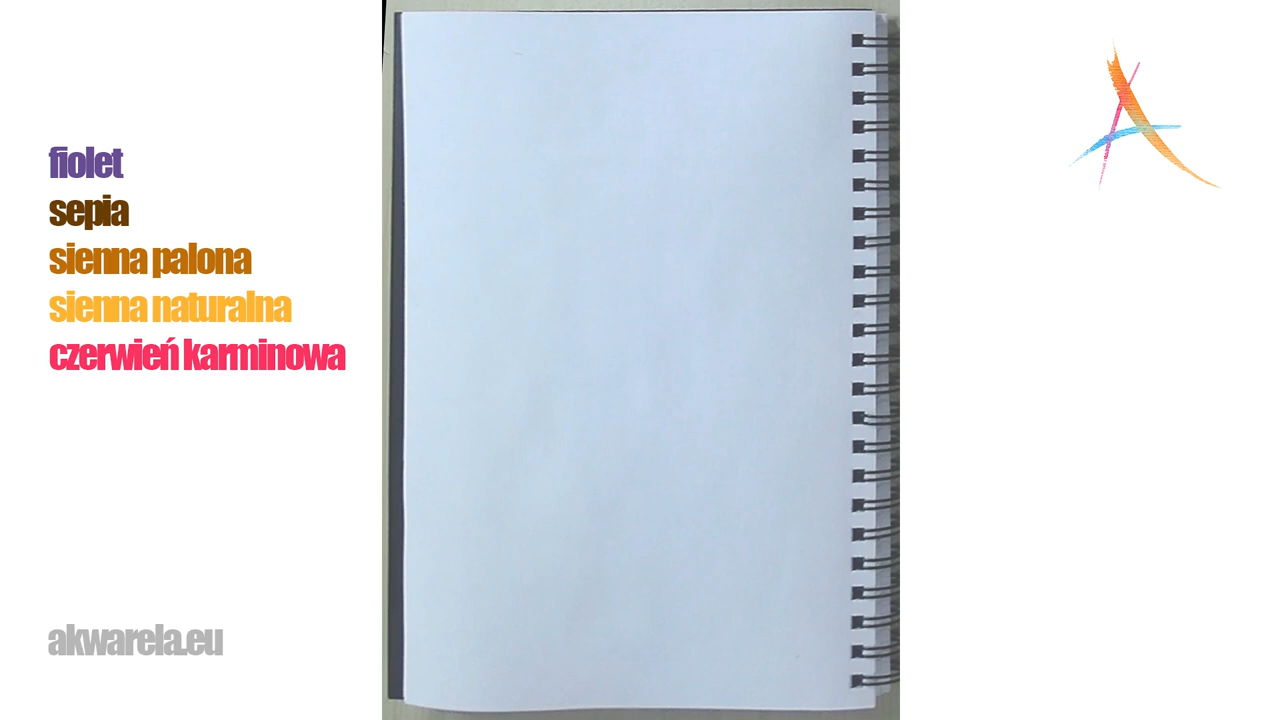 fiolet
sepia
sienna palona
sienna naturalna
czerwień karminowa
akwarela.eu